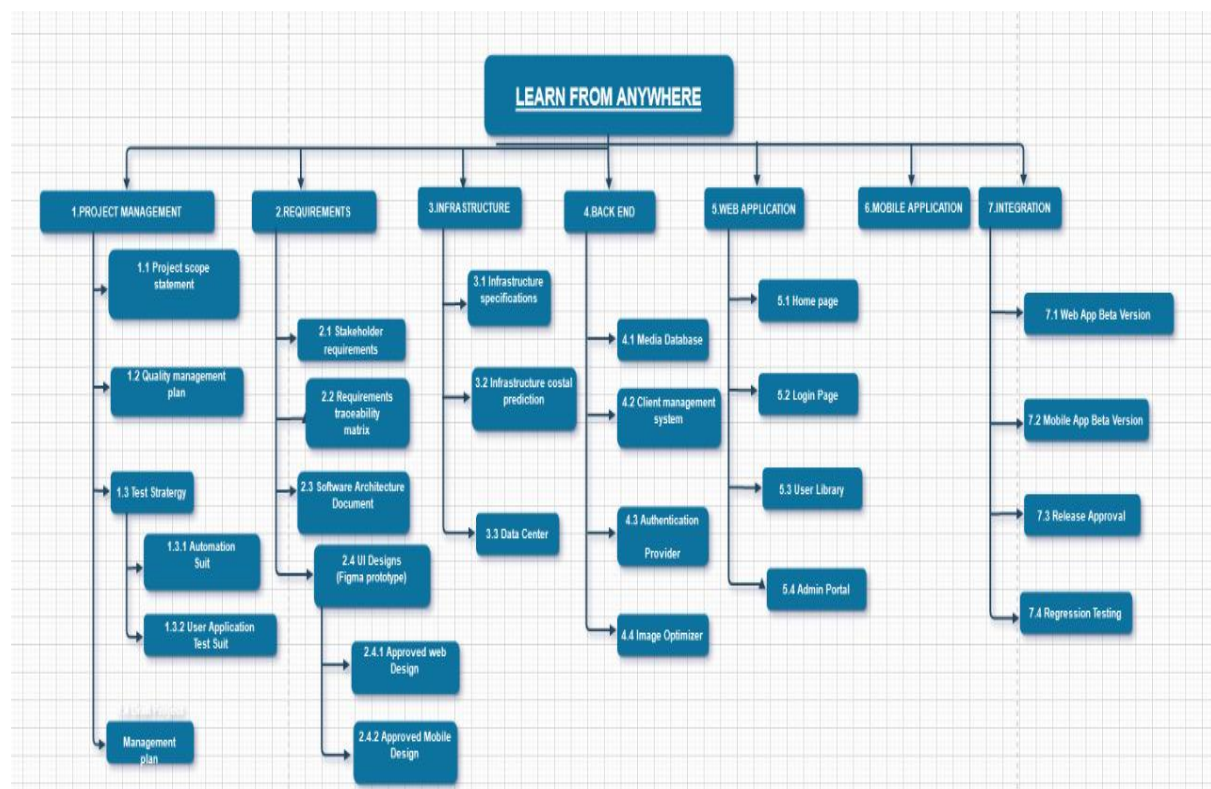 LEARN FROM ANYWHERE
1.PROJECT MANAGEMENT
1.1 Project scope
statement
1.2 Quality management
plan
1.3 Test Stratergy
1.3.1 Automation
Suit
1.3.2 User Application
Test Suit
Management
plan
2.REQUIREMENTS
2.1 Stakeholder
requirements
2.2 Requirements
traceability
matrix
2.3 Software Architecture
Document
2.4 UI Designs
(Figma prototype)
2.4.1 Approved web
Design
2.4.2 Approved Mobile
Design
3.INFRASTRUCTURE
3.1 Infrastructure
specifications
3.2 Infrastructure costal
prediction
3.3 Data Center
4.BACK END
4.1 Media Database
4.2 Client management
system
4.3 Authentication
Provider
4.4 Image Optimizer
5.WEB APPLICATION
5.1 Home page
5.2 Login Page
5.3 User Library
5.4 Admin Portal
6.MOBILE APPLICATION
7.INTEGRATION
7.1 Web App Beta Version
7.2 Mobile App Beta Version
7.3 Release Approval
7.4 Regression Testing